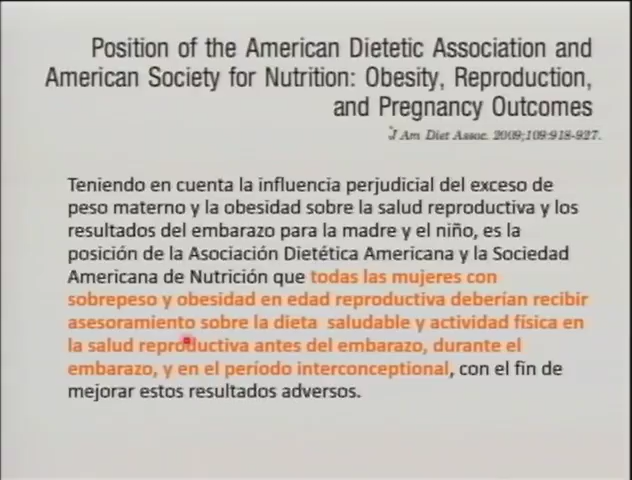 Position of the American Dietetic Association and
American Society for Nutrition: Obesity, Reproduction,
and Pregnancy Outcomes
J Am Diet Assoc. 2009;109:918-927.
Teniendo en cuenta la influencia perjudicial del exceso de
peso materno y la obesidad sobre la salud reproductiva y los
resultados del embarazo para la madre y el niño, es la
posición de la Asociación Dietética Americana y la Sociedad
Americana de Nutrición que todas las mujeres con
sobrepeso y obesidad en edad reproductiva deberían recibir
asesoramiento sobre la dieta saludable y actividad física en
la salud reproductiva antes del embarazo, durante el
embarazo, y en el período interconceptional, con el fin de
mejorar estos resultados adversos.